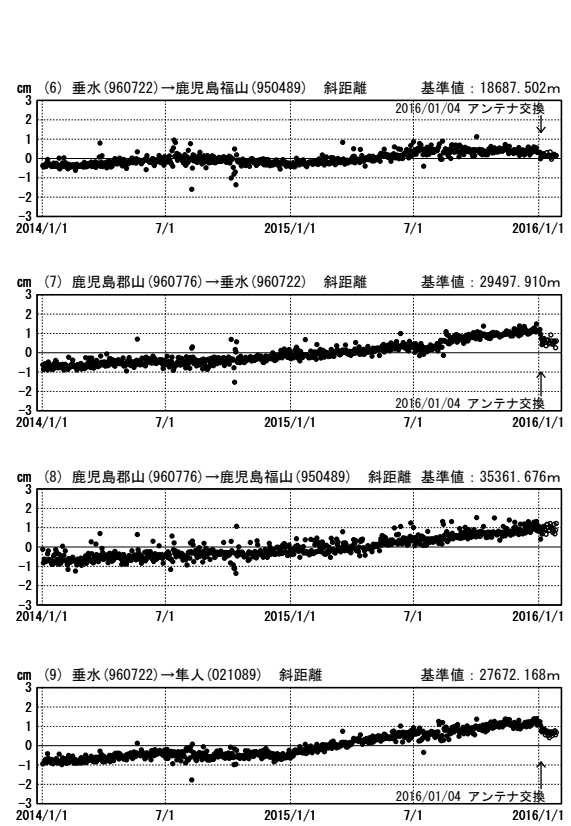 cm (6) 垂水(960722)→鹿児島福山(950489) 斜距離 基準値：18687.502m
3
2016/01/04 アンテナ交換
2
1
0
-1
-2
-3
2014/1/1 7/1 2015/1/1 7/1 2016/1/1
cm (7) 鹿児島郡山(960776)→垂水(960722) 斜距離 基準値：29497.910m
3
2
1
0
-1
-2
2016/01/04 アンテナ交換
-3
2014/1/1 7/1 2015/1/1 7/1 2016/1/1
cm (8) 鹿児島郡山(960776)→鹿児島福山(950489) 斜距離 基準値：35361.676m
3
2
1
0
-1
-2
-3
2014/1/1 7/1 2015/1/1 7/1 2016/1/1
cm (9) 垂水(960722)→隼人(021089) 斜距離 基準値：27672.168m
3
2
1
0
-1
-2
2016/01/04 アンテナ交換
-3
2014/1/1 7/1 2015/1/1 7/1 2016/1/1